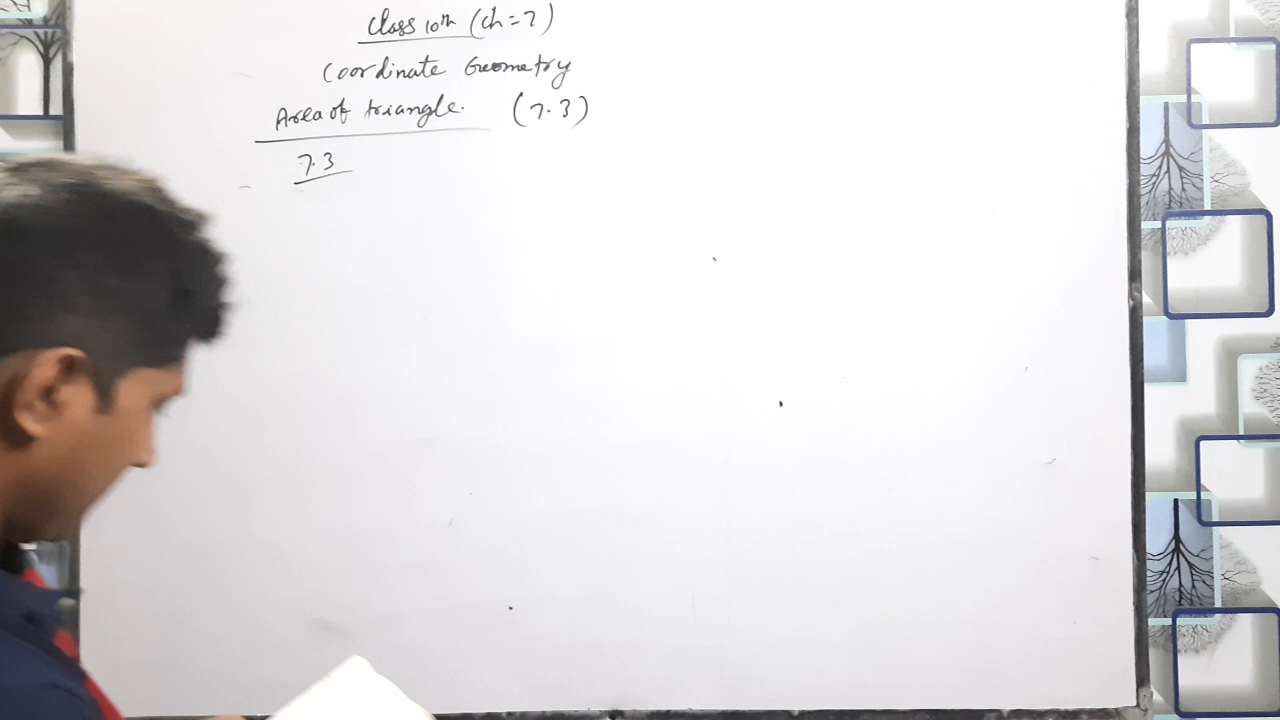 Class 10th (ch=7)
Coordinate Geometry
Area of triangle. (7.3)
7.3